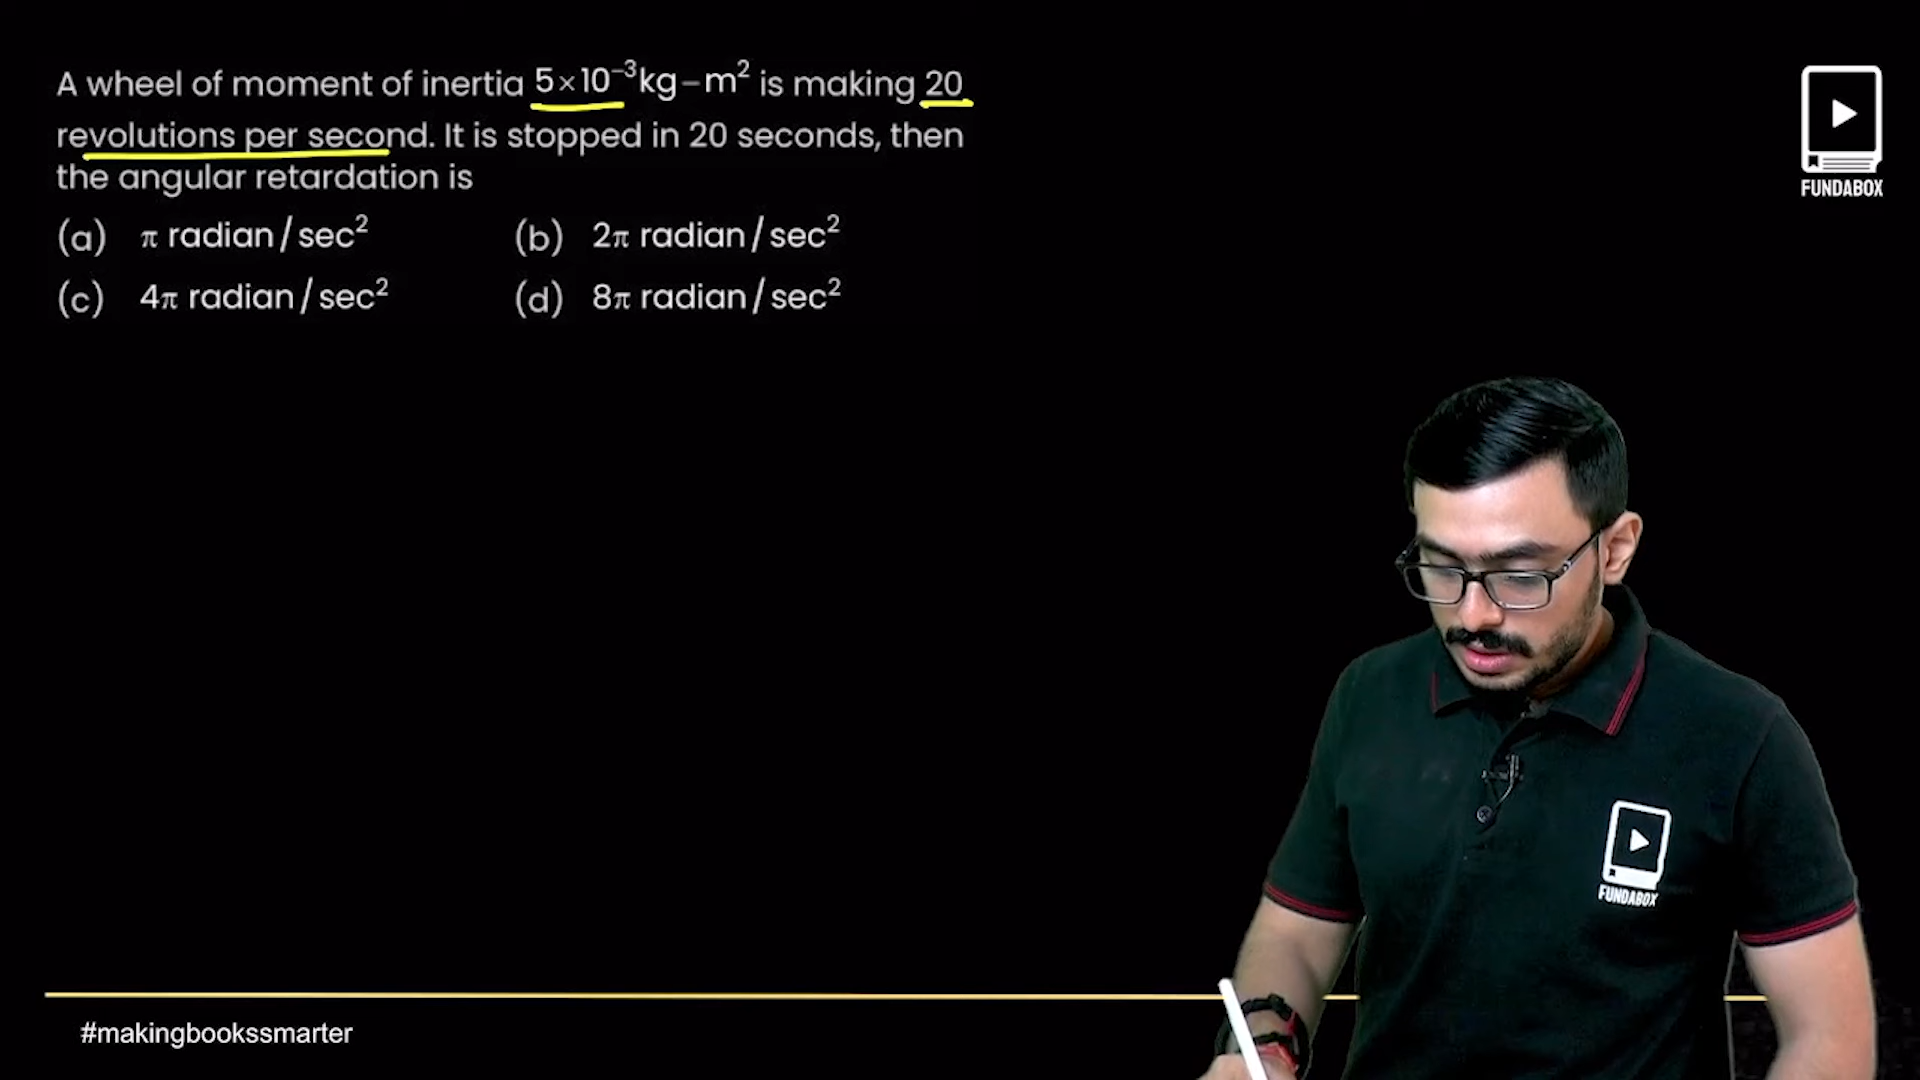 A wheel of moment of inertia 5×10⁻³kg−m² is making 20
revolutions per second. It is stopped in 20 seconds, then
the angular retardation is
(a) π radian/sec² (b) 2π radian/sec²
(c) 4π radian/sec² (d) 8π radian/sec²
FUNDABOX
FUNDABOX
#makingbookssmarter